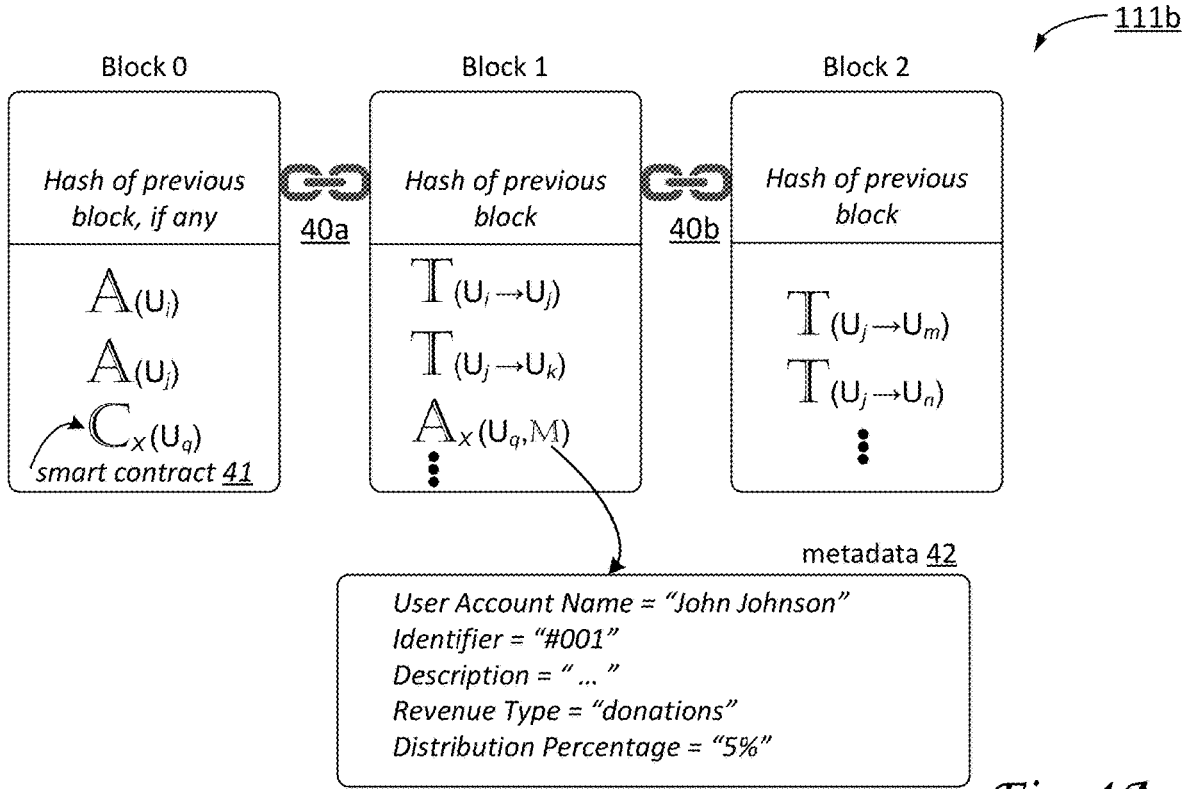 111b
Block 0
Block 1
Block 2
Hash of previous
block, if any
40a
Hash of previous
block
40b
Hash of previous
block
A(Ui)
A(Uj)
CX(Uq)
smart contract 41
T(Ui→Uj)
T(Uj→Uk)
AX(Uq,M)
T(Uj→Um)
T(Uj→Un)
metadata 42
User Account Name = “John Johnson”
Identifier = “#001”
Description = “ ... ”
Revenue Type = “donations”
Distribution Percentage = “5%”